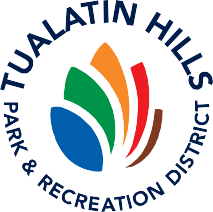 TUALATIN HILLS
PARK & RECREATION DISTRICT